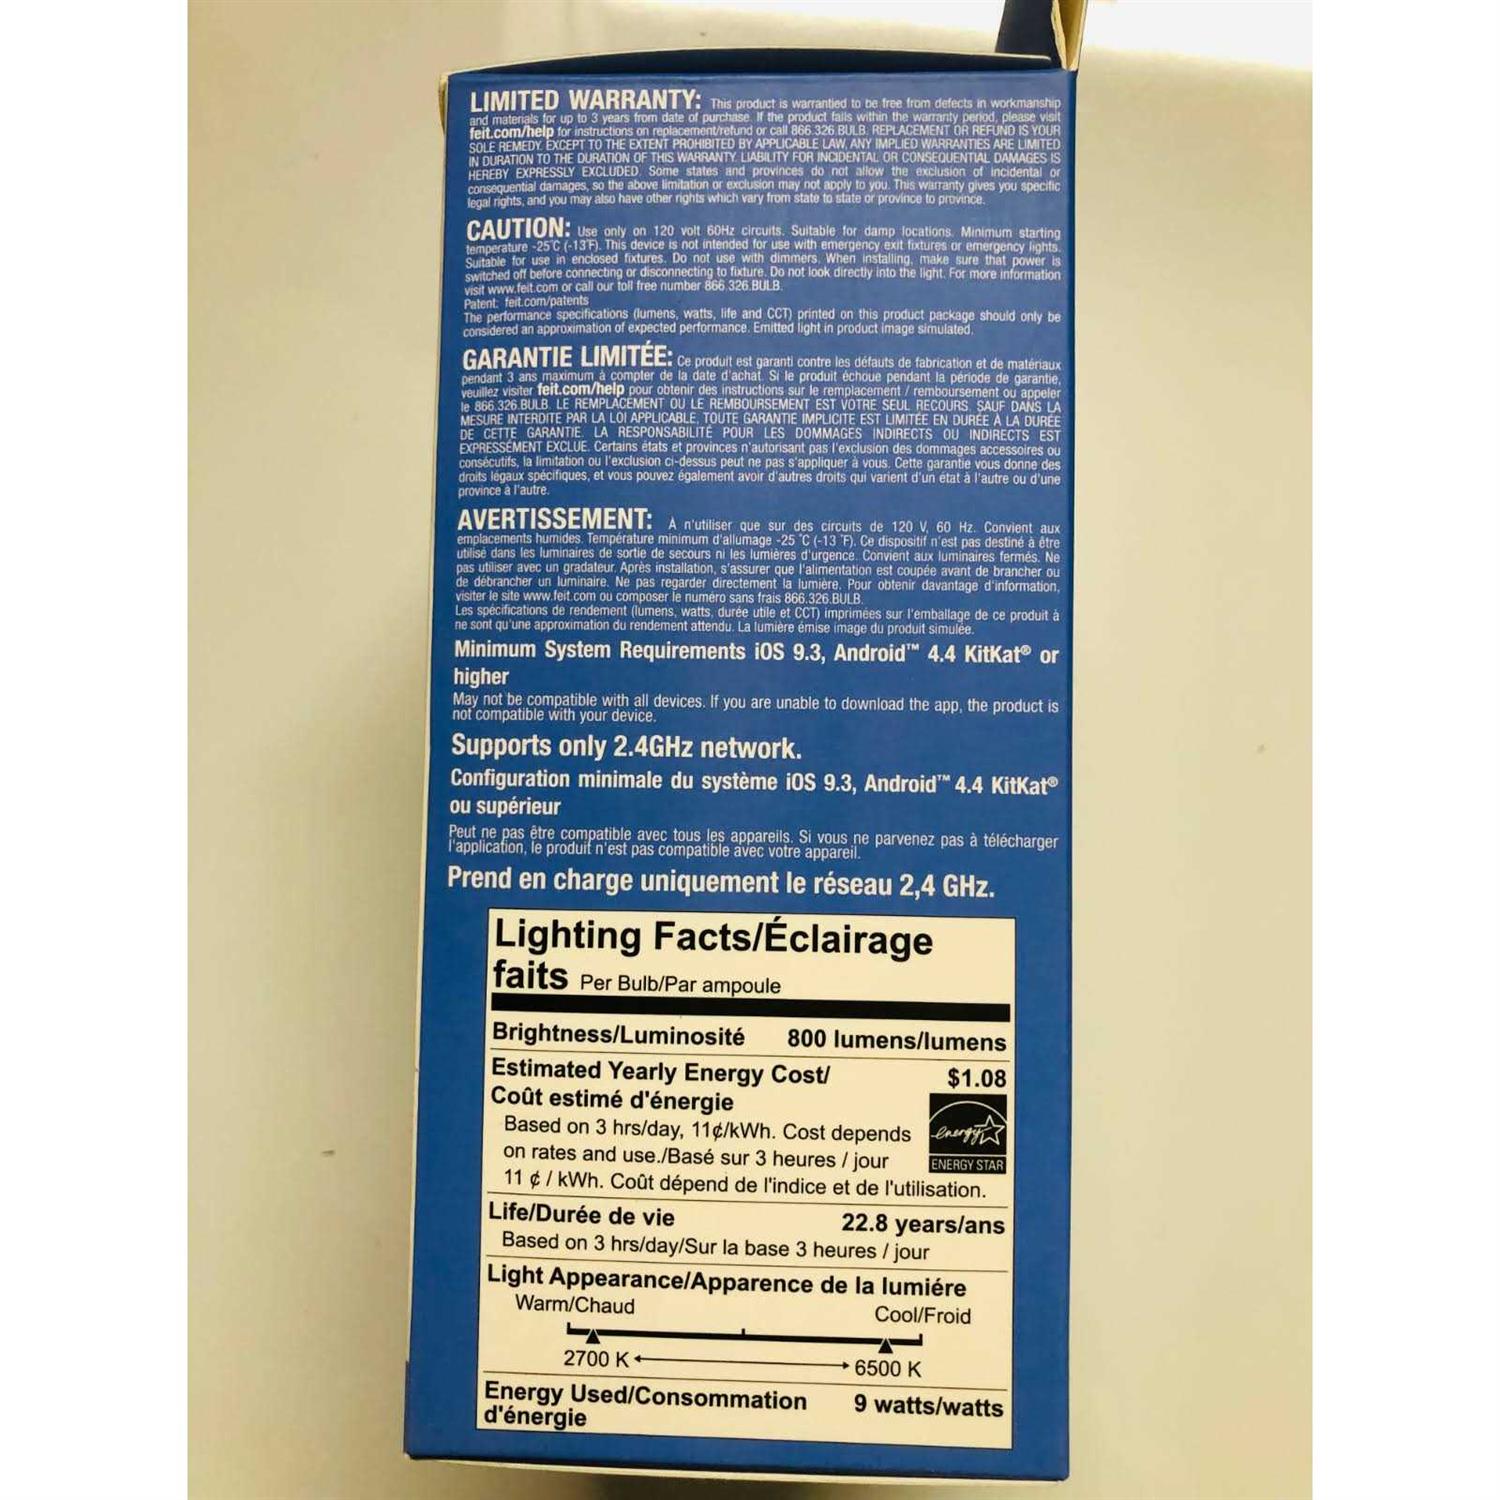 LIMITED WARRANTY: This product is warrantied to be free from defects in workmanship
and materials for up to 3 years from date of purchase. If the product fails within the warranty period, please visit
feit.com/help for instructions on replacement/refund or call 866.326.BULB. REPLACEMENT OR REFUND IS YOUR
SOLE REMEDY. EXCEPT TO THE EXTENT PROHIBITED BY APPLICABLE LAW, ANY IMPLIED WARRANTIES ARE LIMITED
IN DURATION TO THE DURATION OF THIS WARRANTY. LIABILITY FOR INCIDENTAL OR CONSEQUENTIAL DAMAGES IS
HEREBY EXPRESSLY EXCLUDED. Some states and provinces do not allow the exclusion of incidental or
consequential damages, so the above limitation or exclusion may not apply to you. This warranty gives you specific
legal rights, and you may also have other rights which vary from state to state or province to province.
CAUTION: Use only on 120 volt 60Hz circuits. Suitable for damp locations. Minimum starting
temperature -25°C (-13°F). This device is not intended for use with emergency exit fixtures or emergency lights.
Suitable for use in enclosed fixtures. Do not use with dimmers. When installing, make sure that power is
switched off before connecting or disconnecting to fixture. Do not look directly into the light. For more information
visit www.feit.com or call our toll free number 866.326.BULB.
Patent: feit.com/patents
The performance specifications (lumens, watts, life and CCT) printed on this product package should only be
considered an approximation of expected performance. Emitted light in product image simulated.
GARANTIE LIMITÉE: Ce produit est garanti contre les défauts de fabrication et de matériaux
pendant 3 ans maximum à compter de la date d'achat. Si le produit échoue pendant la période de garantie,
veuillez visiter feit.com/help pour obtenir des instructions sur le remplacement / remboursement ou appeler
le 866.326.BULB. LE REMPLACEMENT OU LE REMBOURSEMENT EST VOTRE SEUL RECOURS. SAUF DANS LA
MESURE INTERDITE PAR LA LOI APPLICABLE, TOUTE GARANTIE IMPLICITE EST LIMITÉE EN DURÉE À LA DURÉE
DE CETTE GARANTIE. LA RESPONSABILITÉ POUR LES DOMMAGES INDIRECTS OU INDIRECTS EST
EXPRESSÉMENT EXCLUE. Certains états et provinces n'autorisant pas l'exclusion des dommages accessoires ou
consécutifs, la limitation ou l'exclusion ci-dessus peut ne pas s'appliquer à vous. Cette garantie vous donne des
droits légaux spécifiques, et vous pouvez également avoir d'autres droits qui varient d'un état à l'autre ou d'une
province à l'autre.
AVERTISSEMENT: À n'utiliser que sur des circuits de 120 V, 60 Hz. Convient aux
emplacements humides. Température minimum d'allumage -25 °C (-13 °F). Ce dispositif n'est pas destiné à être
utilisé dans les luminaires de sortie de secours ni les lumières d'urgence. Convient aux luminaires fermés. Ne
pas utiliser avec un gradateur. Après installation, s'assurer que l'alimentation est coupée avant de brancher ou
de débrancher un luminaire. Ne pas regarder directement la lumière. Pour obtenir davantage d'information,
visiter le site www.feit.com ou composer le numéro sans frais 866.326.BULB.
Les spécifications de rendement (lumens, watts, durée utile et CCT) imprimées sur l'emballage de ce produit à
ne sont qu'une approximation du rendement attendu. La lumière émise image du produit simulée.
Minimum System Requirements iOS 9.3, Android™ 4.4 KitKat® or
higher
May not be compatible with all devices. If you are unable to download the app, the product is
not compatible with your device.
Supports only 2.4GHz network.
Configuration minimale du système iOS 9.3, Android™ 4.4 KitKat®
ou supérieur
Peut ne pas être compatible avec tous les appareils. Si vous ne parvenez pas à télécharger
l'application, le produit n'est pas compatible avec votre appareil.
Prend en charge uniquement le réseau 2,4 GHz.
Lighting Facts/Éclairage
faits Per Bulb/Par ampoule
Brightness/Luminosité 800 lumens/lumens
Estimated Yearly Energy Cost/ $1.08
Coût estimé d'énergie
Based on 3 hrs/day, 11¢/kWh. Cost depends
on rates and use./Basé sur 3 heures / jour
11 ¢ / kWh. Coût dépend de l'indice et de l'utilisation.
energy
ENERGY STAR
Life/Durée de vie 22.8 years/ans
Based on 3 hrs/day/Sur la base 3 heures / jour
Light Appearance/Apparence de la lumiére
Warm/Chaud Cool/Froid
2700 K 6500 K
Energy Used/Consommation 9 watts/watts
d'énergie